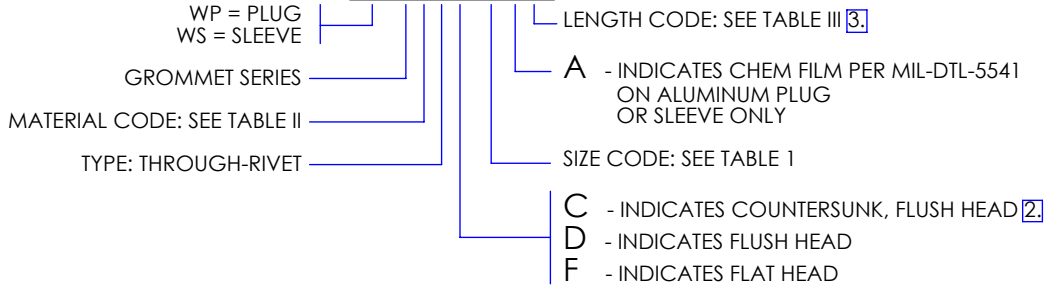 WP = PLUG
WS = SLEEVE
GROMMET SERIES
MATERIAL CODE: SEE TABLE II
TYPE: THROUGH-RIVET
LENGTH CODE: SEE TABLE III 3.
A - INDICATES CHEM FILM PER MIL-DTL-5541
ON ALUMINUM PLUG
OR SLEEVE ONLY
SIZE CODE: SEE TABLE 1
C - INDICATES COUNTERSUNK, FLUSH HEAD 2.
D - INDICATES FLUSH HEAD
F - INDICATES FLAT HEAD